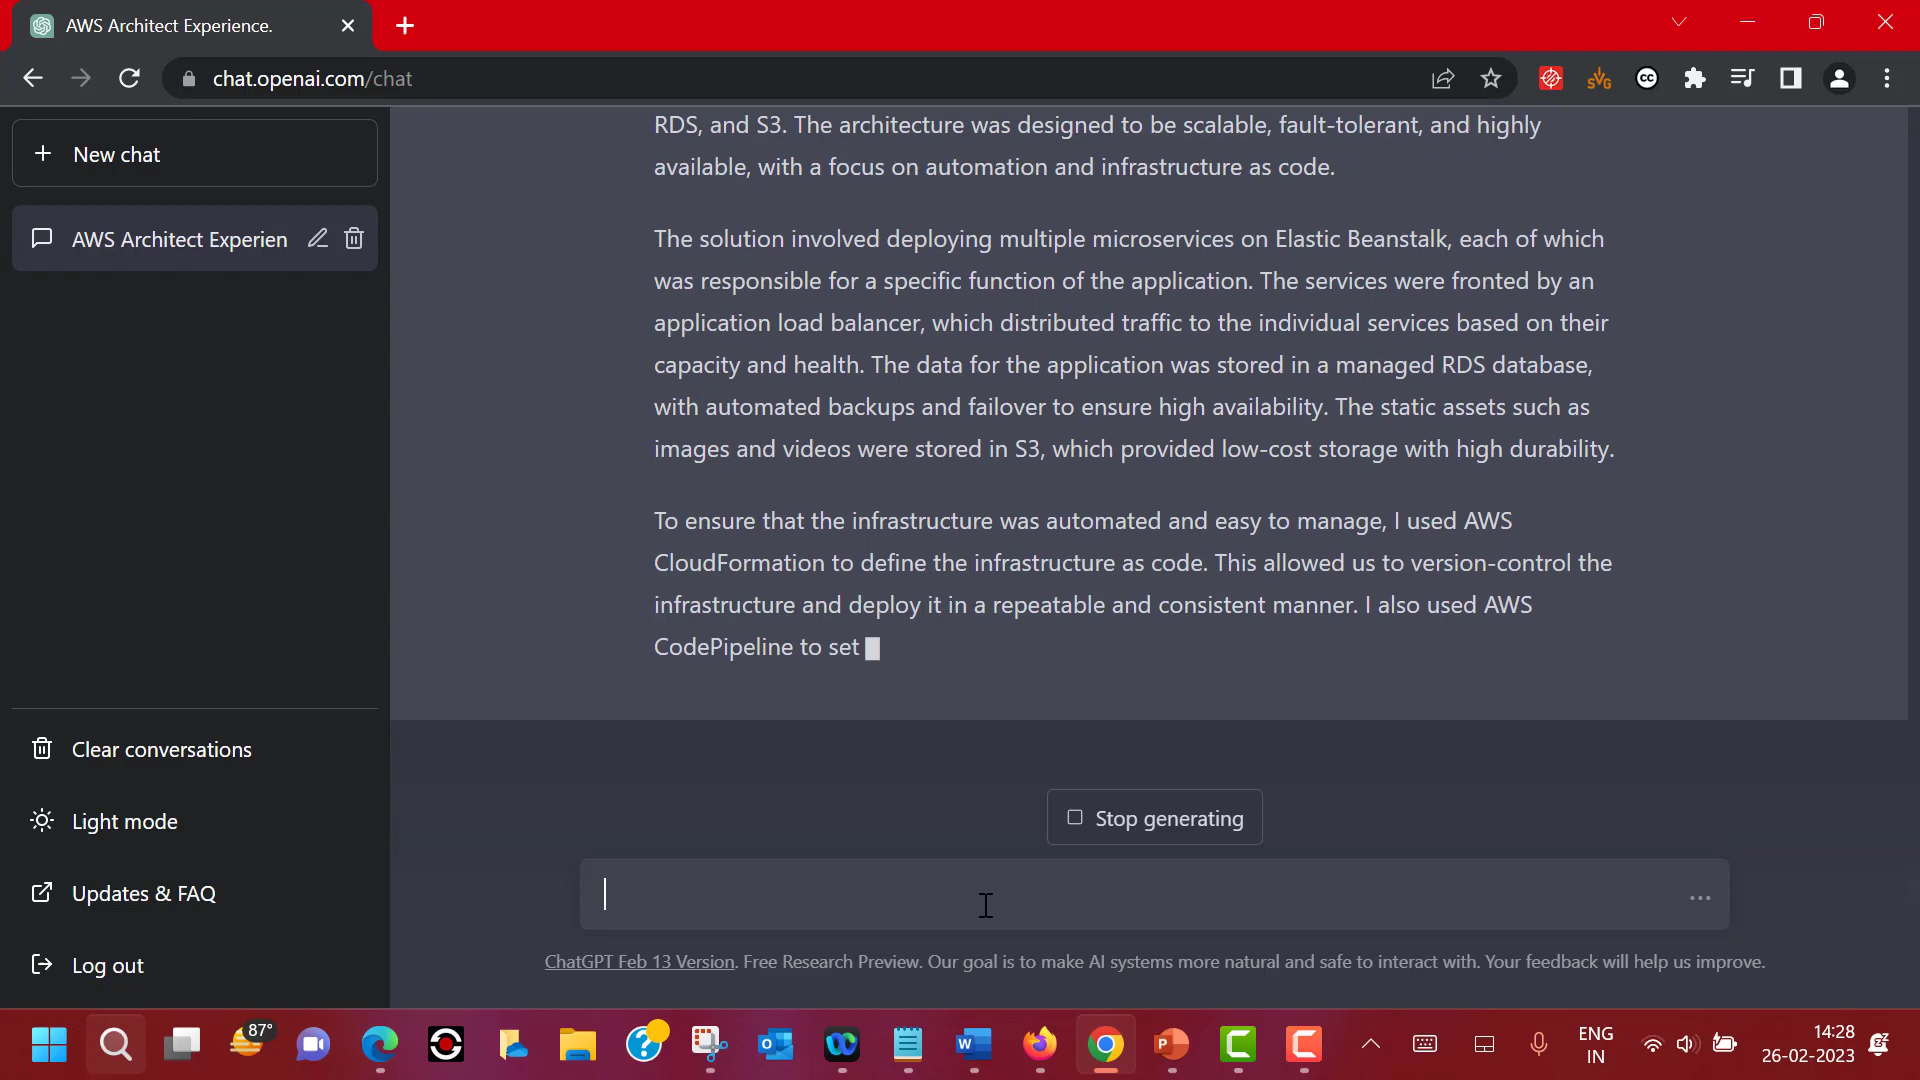 AWS Architect Experience.
chat.openai.com/chat
New chat
AWS Architect Experien
RDS, and S3. The architecture was designed to be scalable, fault-tolerant, and highly
available, with a focus on automation and infrastructure as code.
The solution involved deploying multiple microservices on Elastic Beanstalk, each of which
was responsible for a specific function of the application. The services were fronted by an
application load balancer, which distributed traffic to the individual services based on their
capacity and health. The data for the application was stored in a managed RDS database,
with automated backups and failover to ensure high availability. The static assets such as
images and videos were stored in S3, which provided low-cost storage with high durability.
To ensure that the infrastructure was automated and easy to manage, I used AWS
CloudFormation to define the infrastructure as code. This allowed us to version-control the
infrastructure and deploy it in a repeatable and consistent manner. I also used AWS
CodePipeline to set
Clear conversations
Light mode
Updates & FAQ
Log out
Stop generating
ChatGPT Feb 13 Version. Free Research Preview. Our goal is to make AI systems more natural and safe to interact with. Your feedback will help us improve.
87°
ENG
IN
14:28
26-02-2023